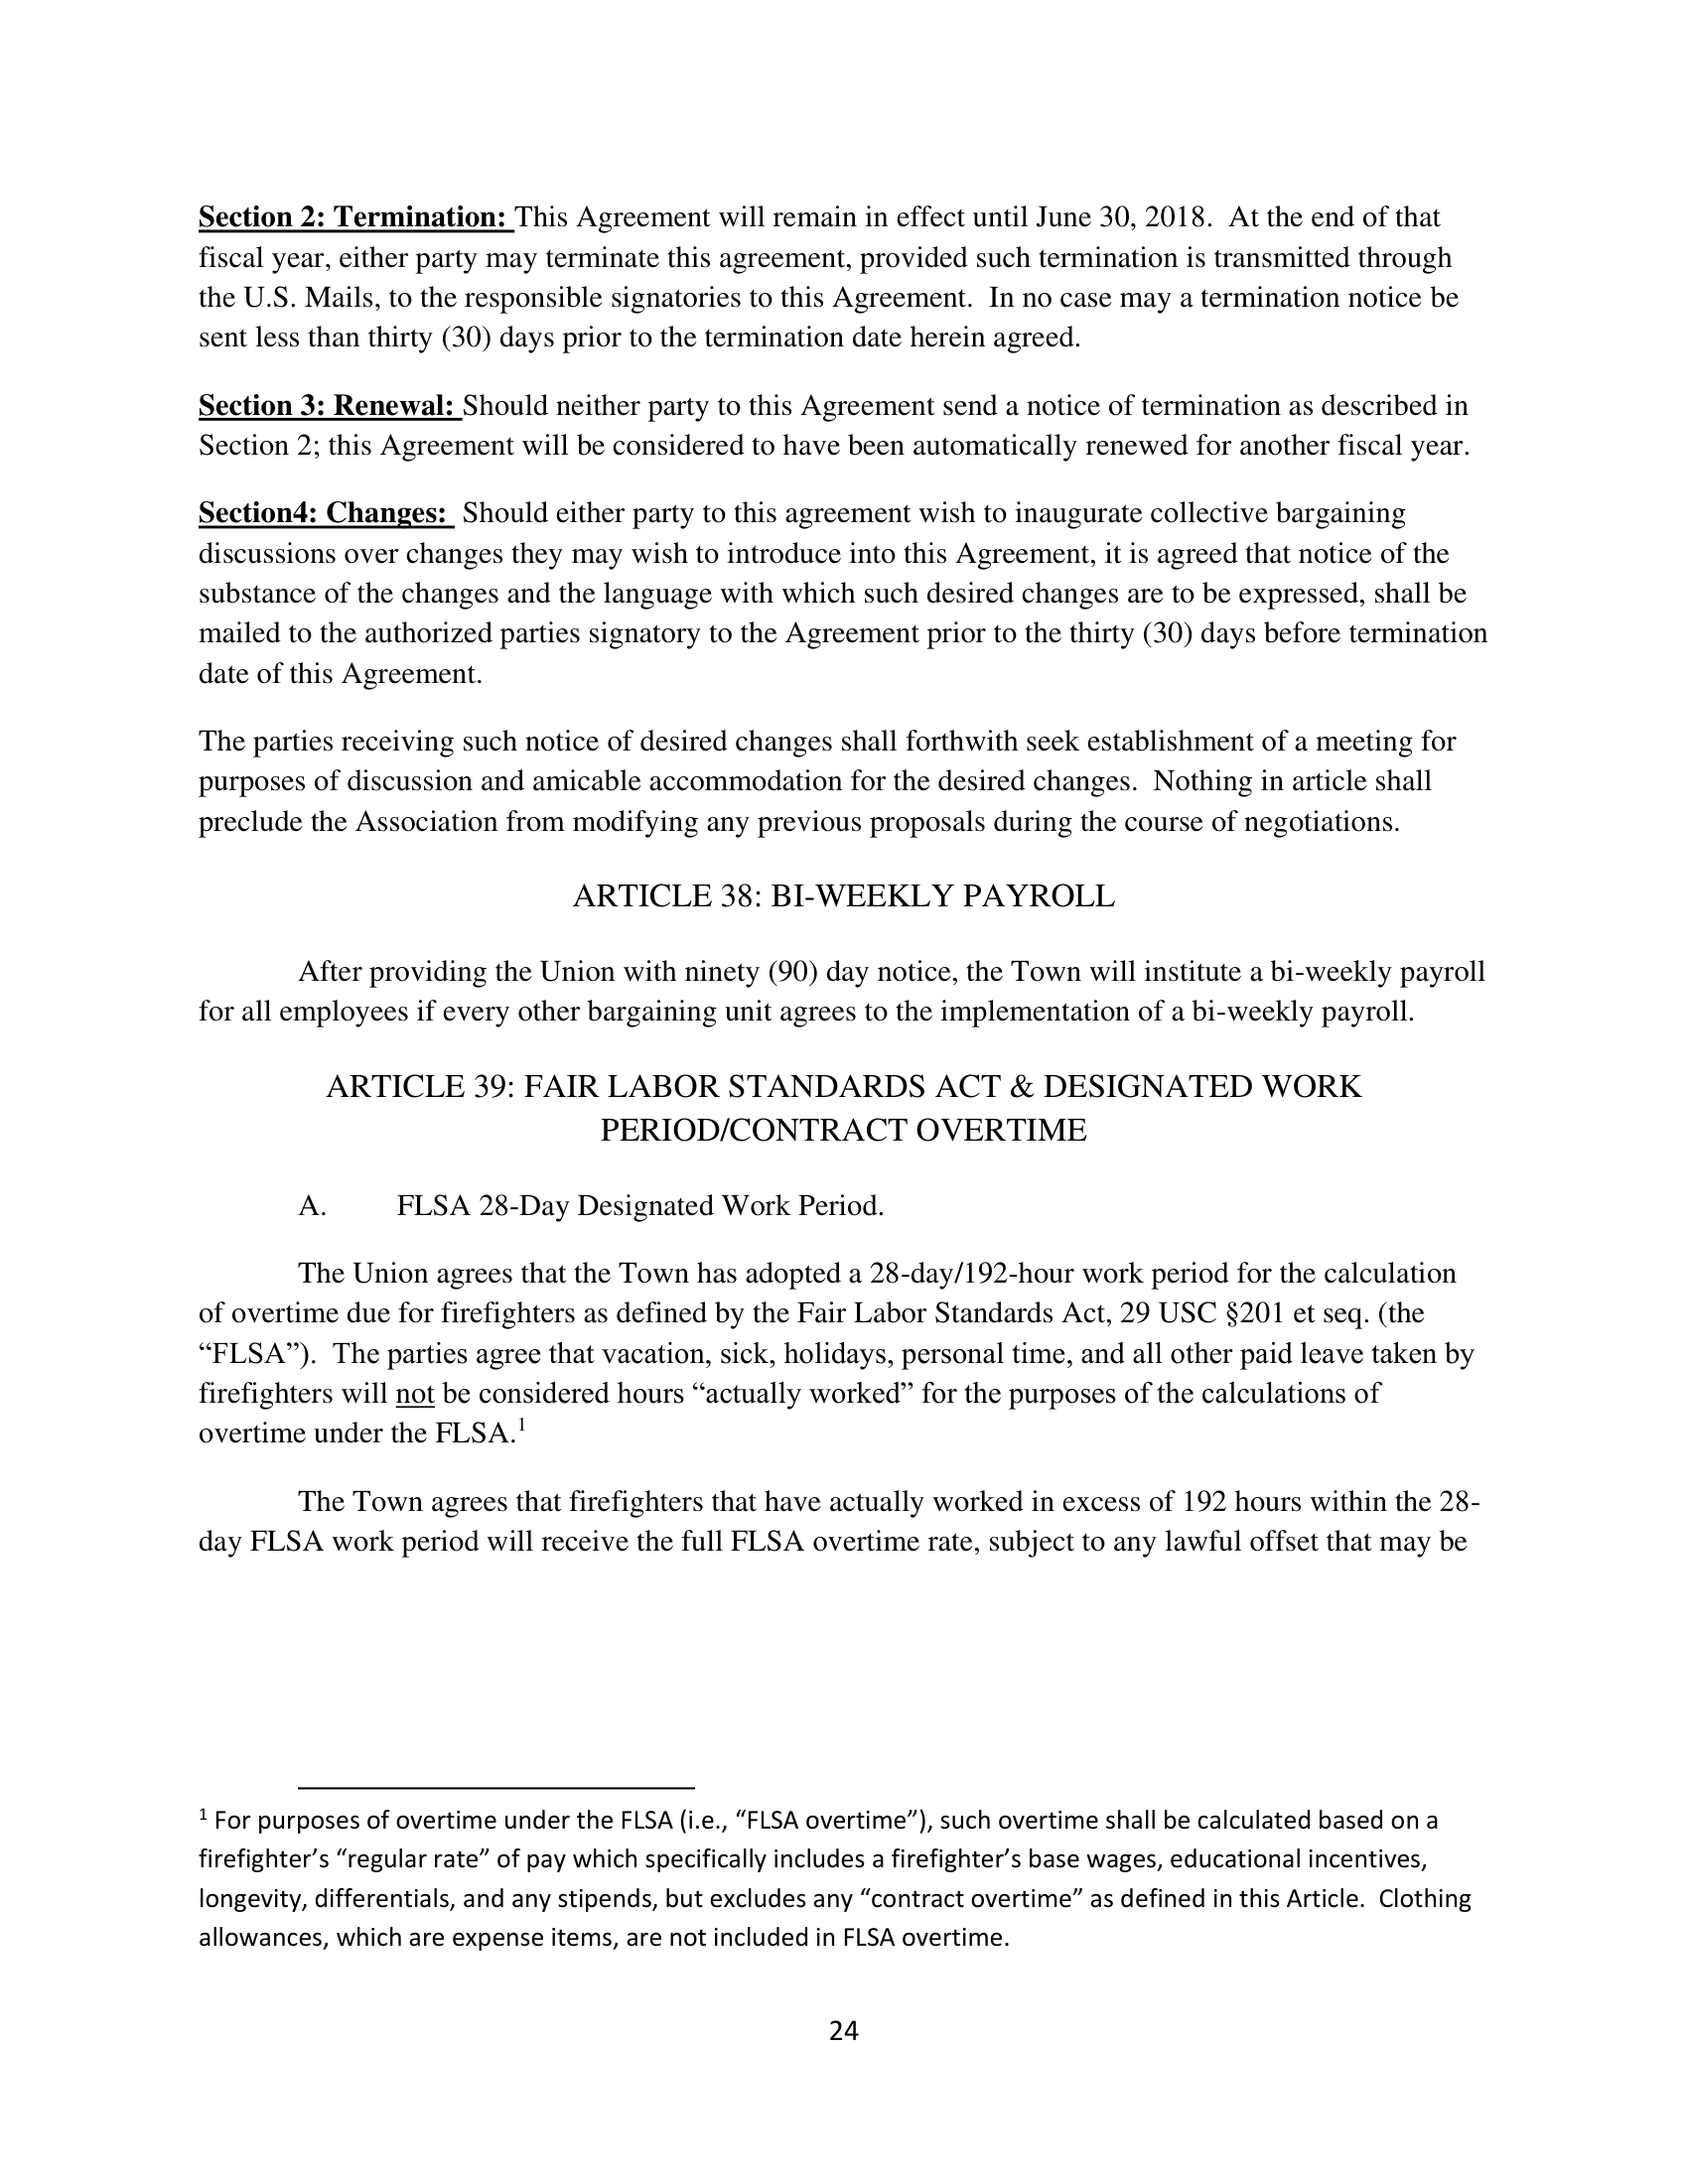 Section 2: Termination: This Agreement will remain in effect until June 30, 2018.  At the end of that
fiscal year, either party may terminate this agreement, provided such termination is transmitted through
the U.S. Mails, to the responsible signatories to this Agreement.  In no case may a termination notice be
sent less than thirty (30) days prior to the termination date herein agreed.
Section 3: Renewal: Should neither party to this Agreement send a notice of termination as described in
Section 2; this Agreement will be considered to have been automatically renewed for another fiscal year.
Section4: Changes:  Should either party to this agreement wish to inaugurate collective bargaining
discussions over changes they may wish to introduce into this Agreement, it is agreed that notice of the
substance of the changes and the language with which such desired changes are to be expressed, shall be
mailed to the authorized parties signatory to the Agreement prior to the thirty (30) days before termination
date of this Agreement.
The parties receiving such notice of desired changes shall forthwith seek establishment of a meeting for
purposes of discussion and amicable accommodation for the desired changes.  Nothing in article shall
preclude the Association from modifying any previous proposals during the course of negotiations.
ARTICLE 38: BI-WEEKLY PAYROLL
After providing the Union with ninety (90) day notice, the Town will institute a bi-weekly payroll
for all employees if every other bargaining unit agrees to the implementation of a bi-weekly payroll.
ARTICLE 39: FAIR LABOR STANDARDS ACT & DESIGNATED WORK
PERIOD/CONTRACT OVERTIME
A. FLSA 28-Day Designated Work Period.
The Union agrees that the Town has adopted a 28-day/192-hour work period for the calculation
of overtime due for firefighters as defined by the Fair Labor Standards Act, 29 USC §201 et seq. (the
“FLSA”).  The parties agree that vacation, sick, holidays, personal time, and all other paid leave taken by
firefighters will not be considered hours “actually worked” for the purposes of the calculations of
overtime under the FLSA.¹
The Town agrees that firefighters that have actually worked in excess of 192 hours within the 28-
day FLSA work period will receive the full FLSA overtime rate, subject to any lawful offset that may be
¹ For purposes of overtime under the FLSA (i.e., “FLSA overtime”), such overtime shall be calculated based on a
firefighter’s “regular rate” of pay which specifically includes a firefighter’s base wages, educational incentives,
longevity, differentials, and any stipends, but excludes any “contract overtime” as defined in this Article.  Clothing
allowances, which are expense items, are not included in FLSA overtime.
24